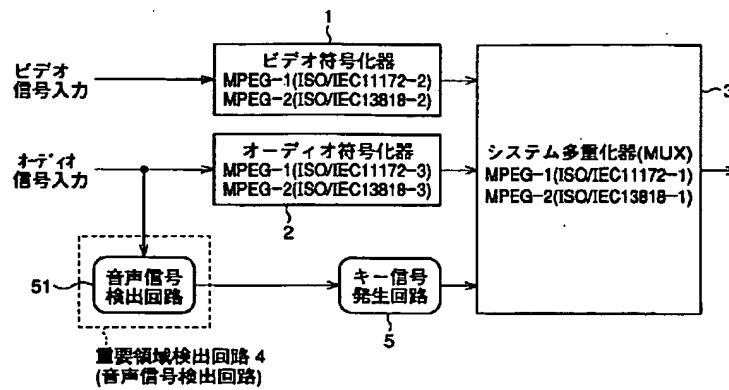 1
ビデオ
信号入力
ビデオ符号化器
MPEG-1(ISO/IEC11172-2)
MPEG-2(ISO/IEC13818-2)
3
オーディオ
信号入力
オーディオ符号化器
MPEG-1(ISO/IEC11172-3)
MPEG-2(ISO/IEC13818-3)
2
システム多重化器(MUX)
MPEG-1(ISO/IEC11172-1)
MPEG-2(ISO/IEC13818-1)
51
音声信号
検出回路
キー信号
発生回路
5
重要領域検出回路 4
(音声信号検出回路)